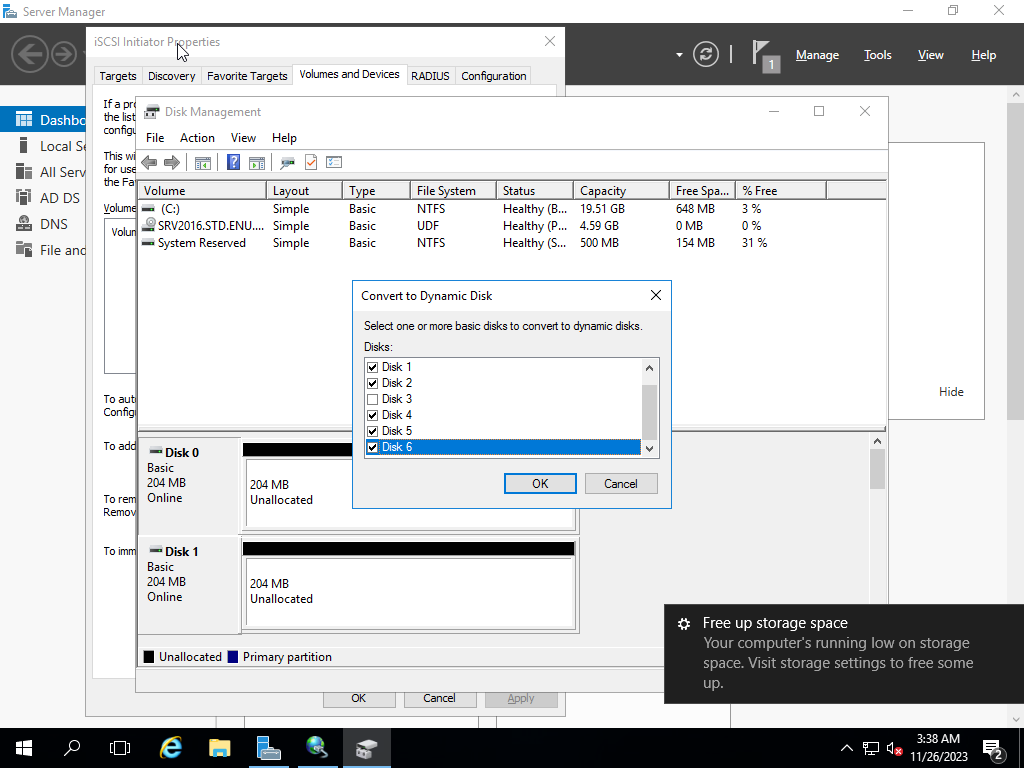 Server Manager
iSCSI Initiator Properties
1
Manage
Tools
View
Help
Targets
Discovery
Favorite Targets
Volumes and Devices
RADIUS
Configuration
If a pr
the list
configu
This wi
for use
the Fa
Volume
Volun
To aut
Config
To add
To rem
Remov
To imm
OK
Cancel
Apply
Dashbo
Local Se
All Serv
AD DS
DNS
File and
Hide
Disk Management
File
Action
View
Help
Volume
Layout
Type
File System
Status
Capacity
Free Spa...
% Free
(C:)
Simple
Basic
NTFS
Healthy (B...
19.51 GB
648 MB
3 %
SRV2016.STD.ENU....
Simple
Basic
UDF
Healthy (P...
4.59 GB
0 MB
0 %
System Reserved
Simple
Basic
NTFS
Healthy (S...
500 MB
154 MB
31 %
Convert to Dynamic Disk
Select one or more basic disks to convert to dynamic disks.
Disks:
Disk 1
Disk 2
Disk 3
Disk 4
Disk 5
Disk 6
OK
Cancel
Disk 0
Basic
204 MB
Online
204 MB
Unallocated
Disk 1
Basic
204 MB
Online
204 MB
Unallocated
Unallocated
Primary partition
Free up storage space
Your computer's running low on storage
space. Visit storage settings to free some
up.
3:38 AM
11/26/2023
2